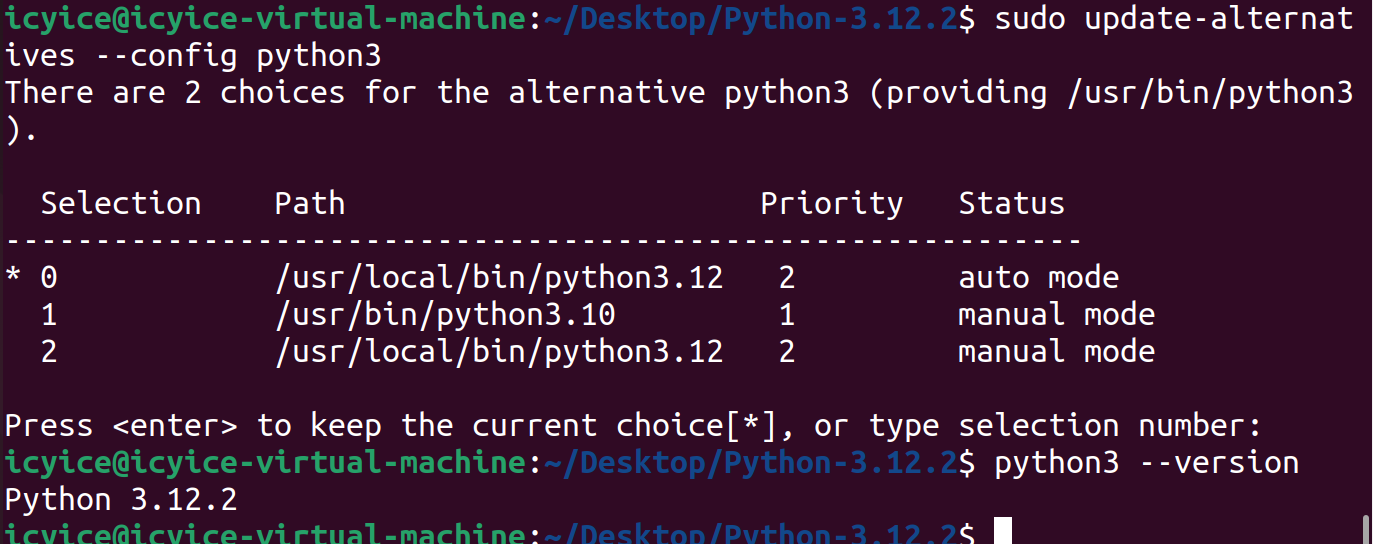 icyice@icyice-virtual-machine:~/Desktop/Python-3.12.2$ sudo update-alternat
ives --config python3
There are 2 choices for the alternative python3 (providing /usr/bin/python3
).
  Selection    Path                       Priority   Status
------------------------------------------------------------
* 0            /usr/local/bin/python3.12   2         auto mode
  1            /usr/bin/python3.10         1         manual mode
  2            /usr/local/bin/python3.12   2         manual mode
Press <enter> to keep the current choice[*], or type selection number:
icyice@icyice-virtual-machine:~/Desktop/Python-3.12.2$ python3 --version
Python 3.12.2
icyice@icyice-virtual-machine:~/Desktop/Python-3.12.2$